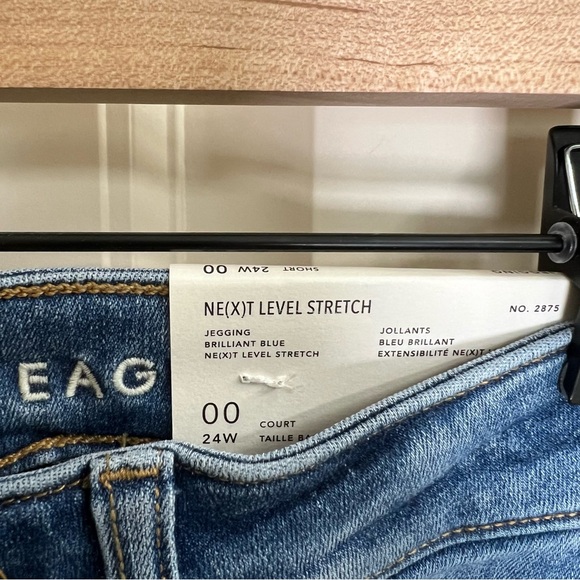 00 24W SHORT
NE(X)T LEVEL STRETCH
NO. 2875
JEGGING
BRILLIANT BLUE
NE(X)T LEVEL STRETCH
JOLLANTS
BLEU BRILLANT
EXTENSIBILITÉ NE(X)T
EAG
00
24W
COURT
TAILLE